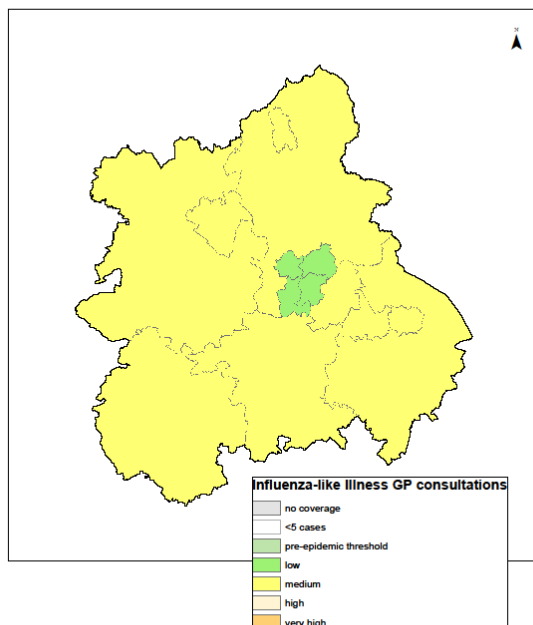 N
Influenza-like Illness GP consultations
no coverage
<5 cases
pre-epidemic threshold
low
medium
high
very high